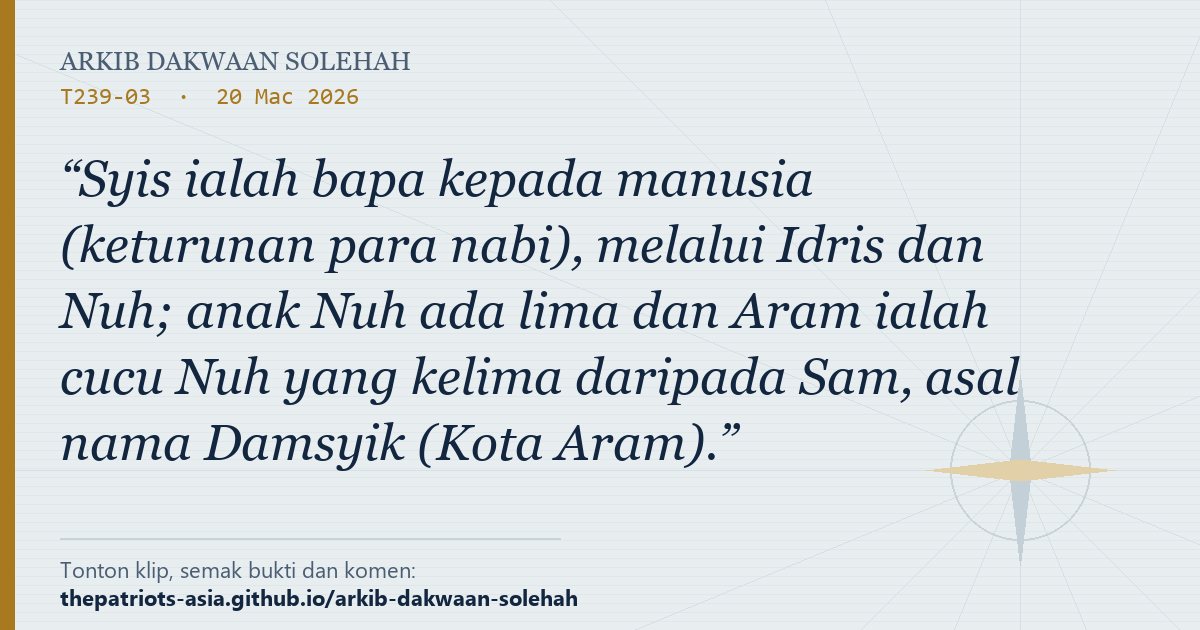 ARKIB DAKWAAN SOLEHAH
T239-03 · 20 Mac 2026
“Syis ialah bapa kepada manusia
(keturunan para nabi), melalui Idris dan
Nuh; anak Nuh ada lima dan Aram ialah
cucu Nuh yang kelima daripada Sam, asal
nama Damsyik (Kota Aram).”
Tonton klip, semak bukti dan komen:
thepatriots-asia.github.io/arkib-dakwaan-solehah